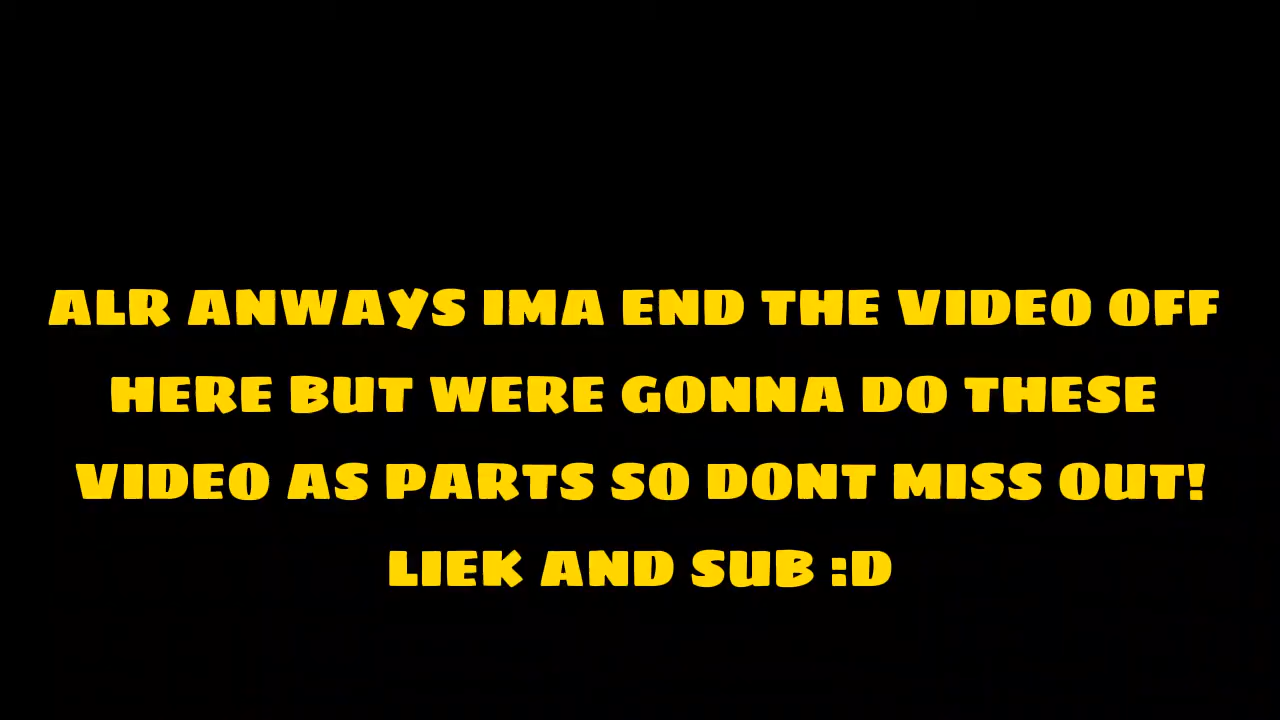 ALR ANWAYS IMA END THE VIDEO OFF
HERE BUT WERE GONNA DO THESE
VIDEO AS PARTS SO DONT MISS OUT!
LIEK AND SUB :D